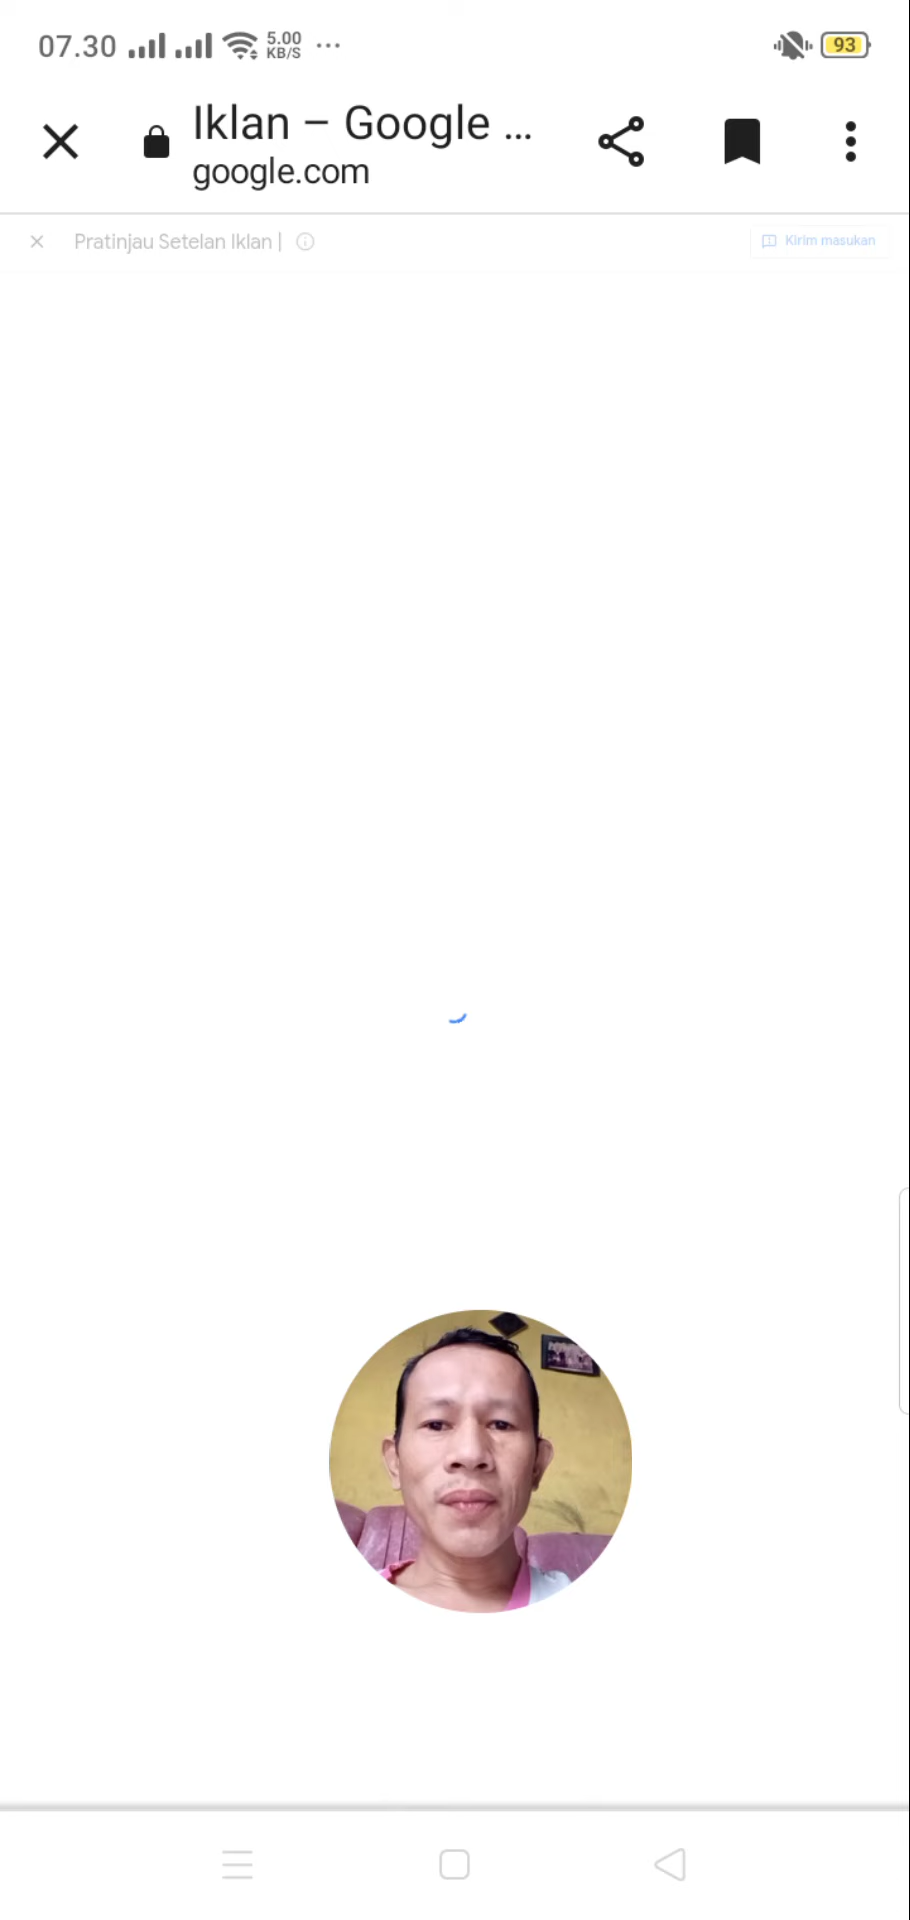 07.30 5.00 KB/S ... 93
Iklan – Google ...
google.com
Pratinjau Setelan Iklan | Kirim masukan